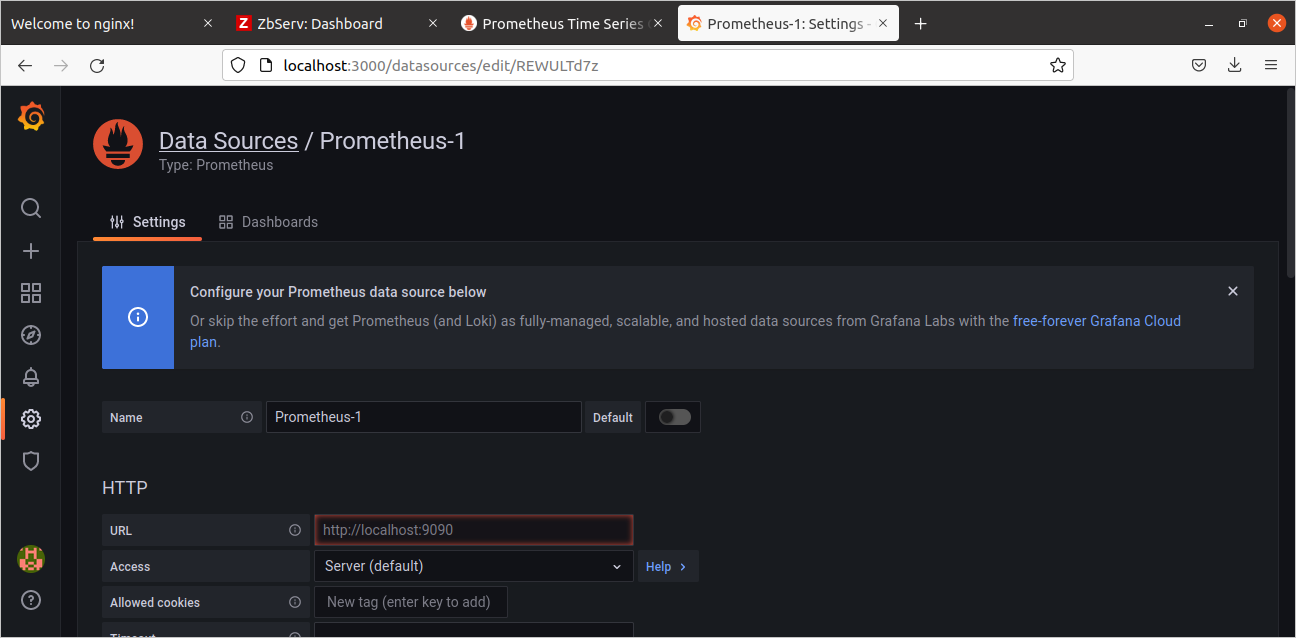 Welcome to nginx!
Z ZbServ: Dashboard
Prometheus Time Series
Prometheus-1: Settings -
localhost:3000/datasources/edit/REWULTd7z
Data Sources / Prometheus-1
Type: Prometheus
Settings
Dashboards
Configure your Prometheus data source below
Or skip the effort and get Prometheus (and Loki) as fully-managed, scalable, and hosted data sources from Grafana Labs with the free-forever Grafana Cloud
plan.
Name
Prometheus-1
Default
HTTP
URL
http://localhost:9090
Access
Server (default)
Help
Allowed cookies
New tag (enter key to add)
Timeout